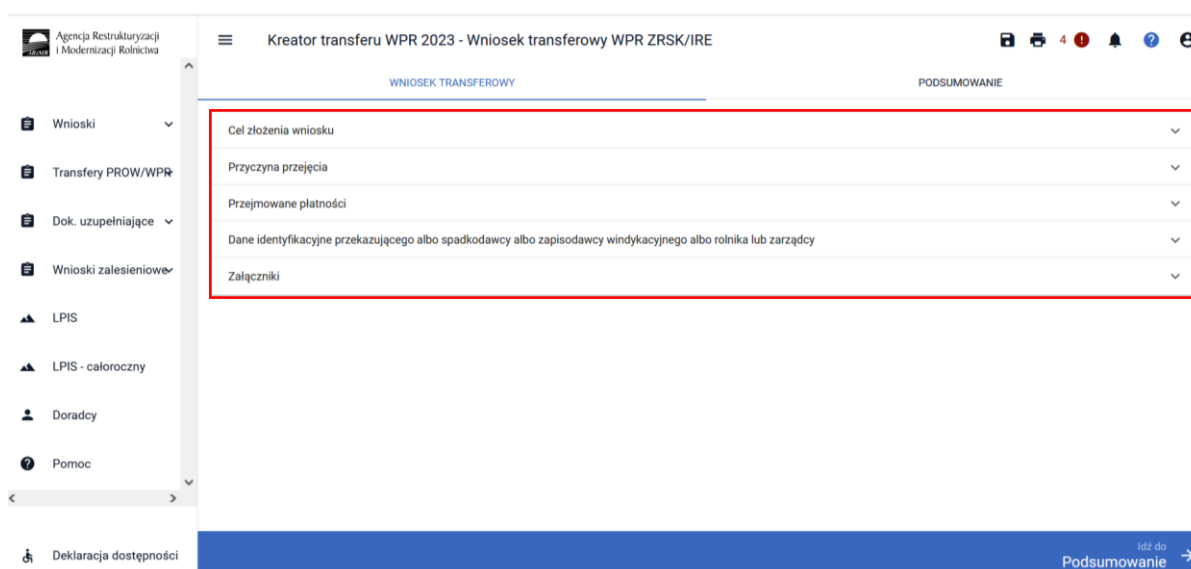 Agencja Restrukturyzacji
i Modernizacji Rolnictwa
ARiMR
Kreator transferu WPR 2023 - Wniosek transferowy WPR ZRSK/IRE
4
WNIOSEK TRANSFEROWY
PODSUMOWANIE
Wnioski
Transfery PROW/WPR
Dok. uzupełniające
Wnioski zalesieniowe
LPIS
LPIS - całoroczny
Doradcy
Pomoc
Deklaracja dostępności
Cel złożenia wniosku
Przyczyna przejęcia
Przejmowane płatności
Dane identyfikacyjne przekazującego albo spadkodawcy albo zapisodawcy windykacyjnego albo rolnika lub zarządcy
Załączniki
Idź do
Podsumowanie